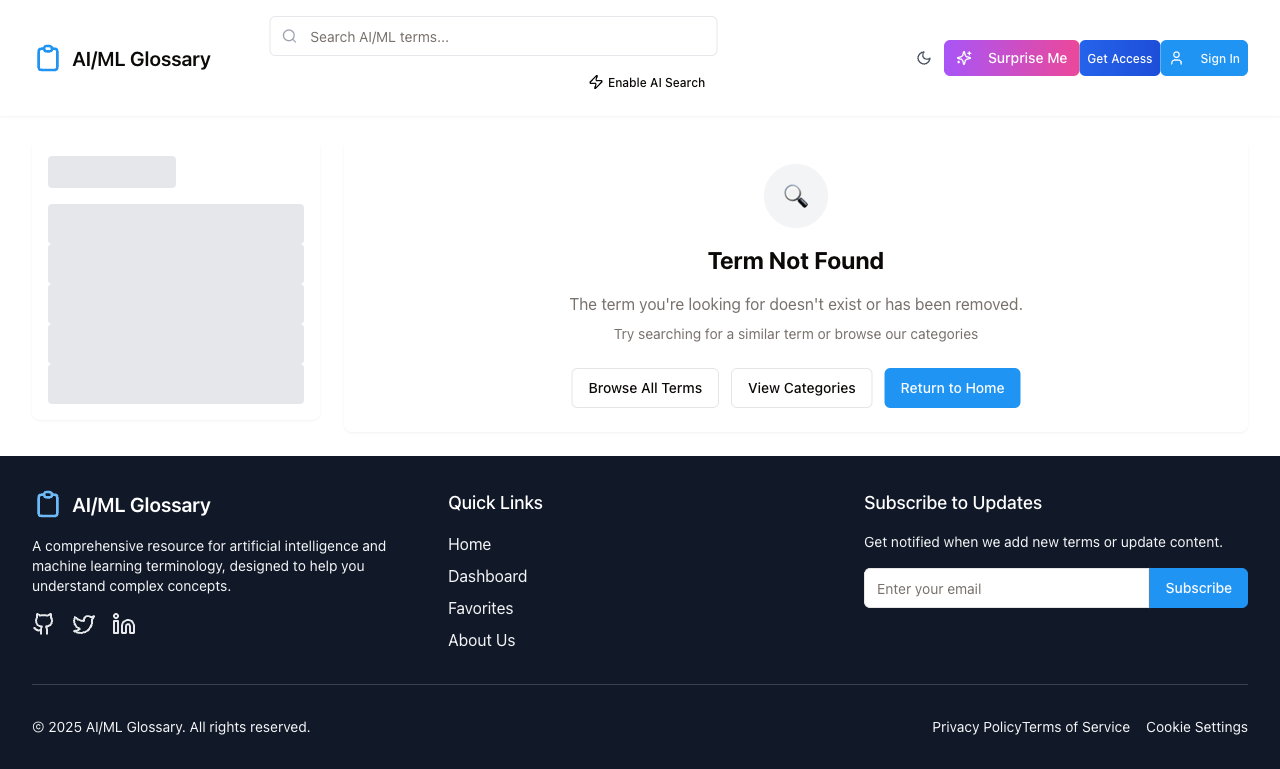 AI/ML Glossary
Search AI/ML terms...
Enable AI Search
Surprise Me
Get Access
Sign In
Term Not Found
The term you're looking for doesn't exist or has been removed.
Try searching for a similar term or browse our categories
Browse All Terms
View Categories
Return to Home
AI/ML Glossary
A comprehensive resource for artificial intelligence and
machine learning terminology, designed to help you
understand complex concepts.
Quick Links
Home
Dashboard
Favorites
About Us
Subscribe to Updates
Get notified when we add new terms or update content.
Enter your email
Subscribe
© 2025 AI/ML Glossary. All rights reserved.
Privacy Policy
Terms of Service
Cookie Settings